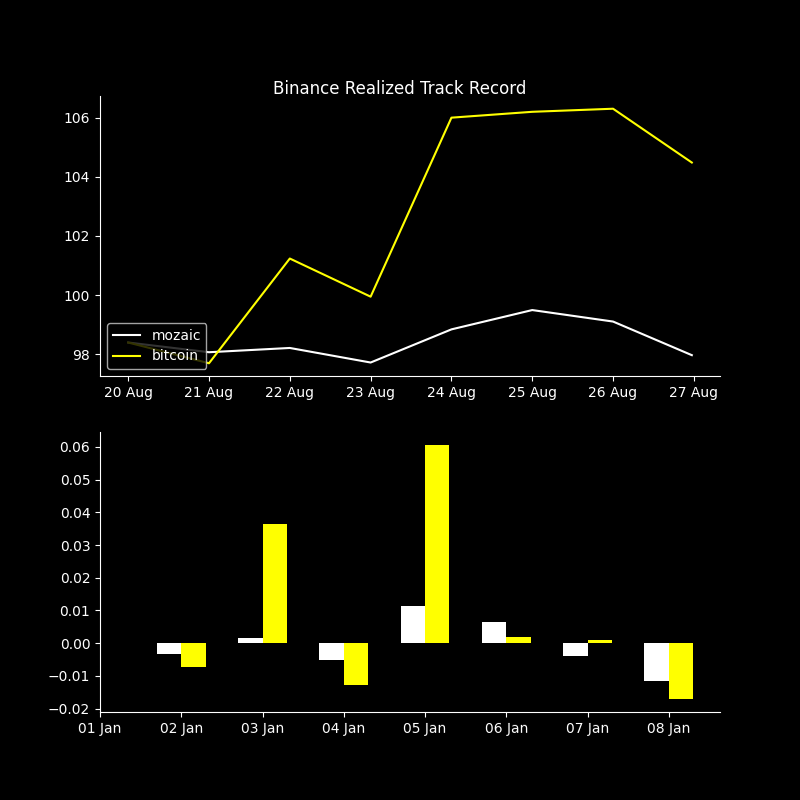 Binance Realized Track Record
106
104
102
100
98
mozaic
bitcoin
20 Aug 21 Aug 22 Aug 23 Aug 24 Aug 25 Aug 26 Aug 27 Aug
0.06
0.05
0.04
0.03
0.02
0.01
0.00
−0.01
−0.02
01 Jan 02 Jan 03 Jan 04 Jan 05 Jan 06 Jan 07 Jan 08 Jan